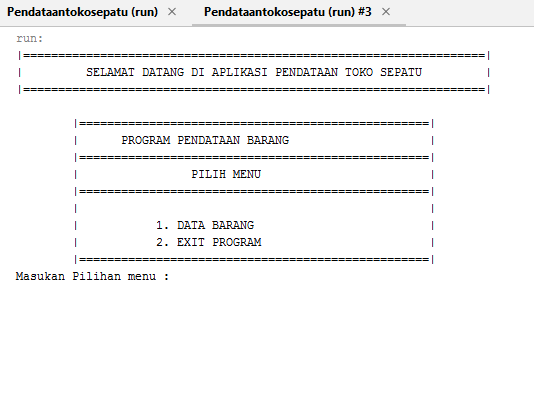 Pendataantokosepatu (run) × Pendataantokosepatu (run) #3 ×
run:
|==================================================================|
|         SELAMAT DATANG DI APLIKASI PENDATAAN TOKO SEPATU         |
|==================================================================|
|==================================================|
|      PROGRAM PENDATAAN BARANG                    |
|==================================================|
|                PILIH MENU                        |
|==================================================|
|                                                  |
|           1. DATA BARANG                         |
|           2. EXIT PROGRAM                        |
|==================================================|
Masukan Pilihan menu :